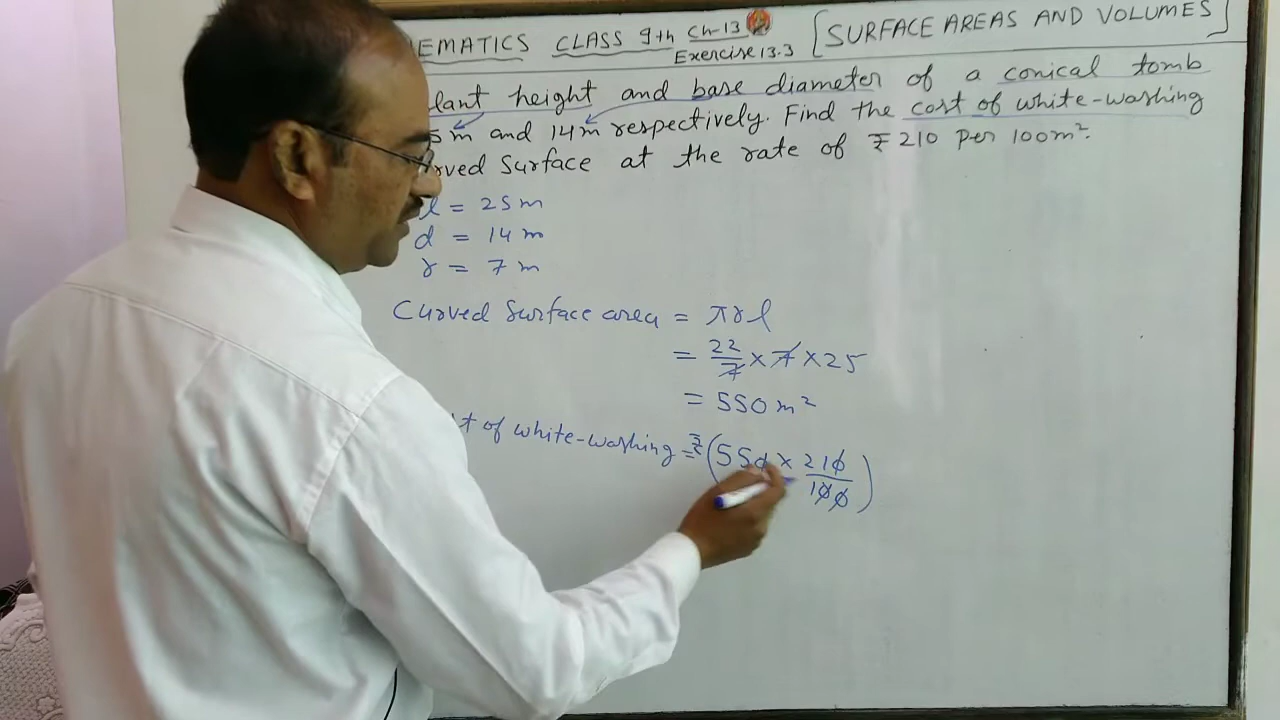 EMATICS CLASS 9th Ch-13 [SURFACE AREAS AND VOLUMES]
Exercise 13.3
lant height and base diameter of a conical tomb
5m and 14m respectively. Find the cost of white-washing
rved Surface at the rate of ₹210 per 100m².
l = 25m
d = 14 m
r = 7 m
Curved Surface area = πrl
= 22/7 × 7 × 25
= 550 m²
t of white-washing = ₹ (550 × 210/100)